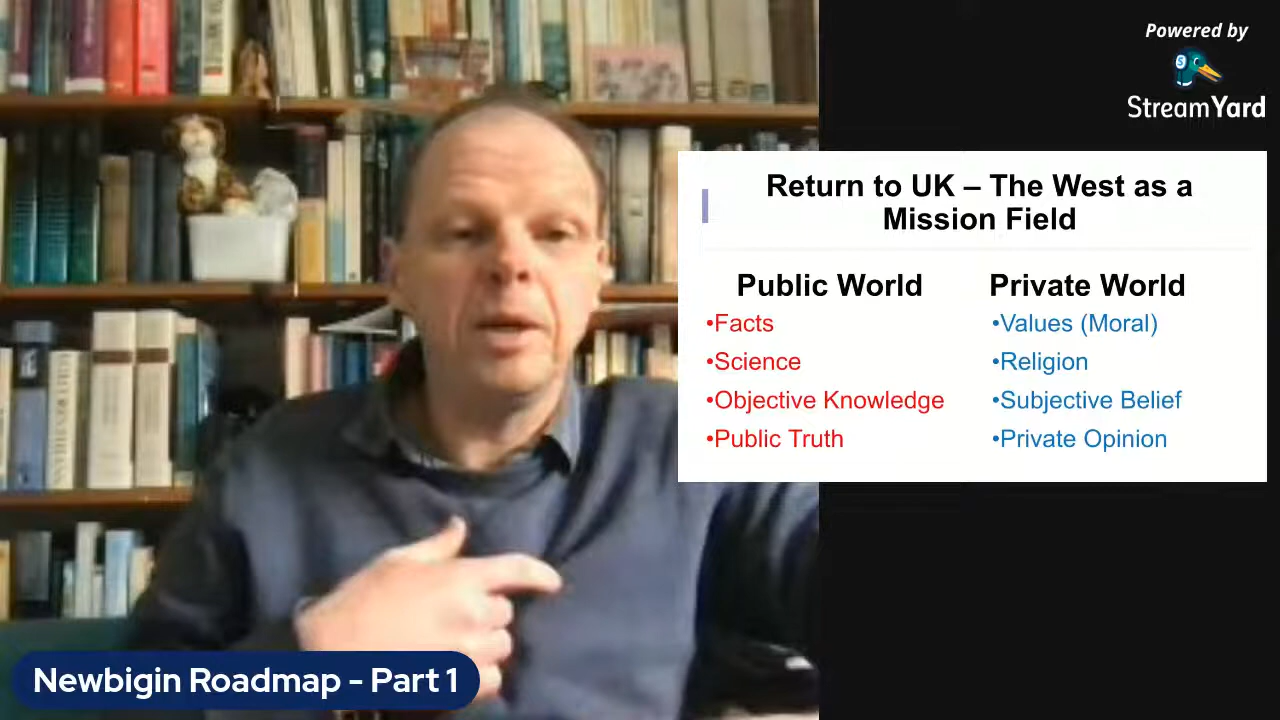 Powered by
StreamYard
Return to UK – The West as a
Mission Field
Public World
•Facts
•Science
•Objective Knowledge
•Public Truth
Private World
•Values (Moral)
•Religion
•Subjective Belief
•Private Opinion
Newbigin Roadmap - Part 1